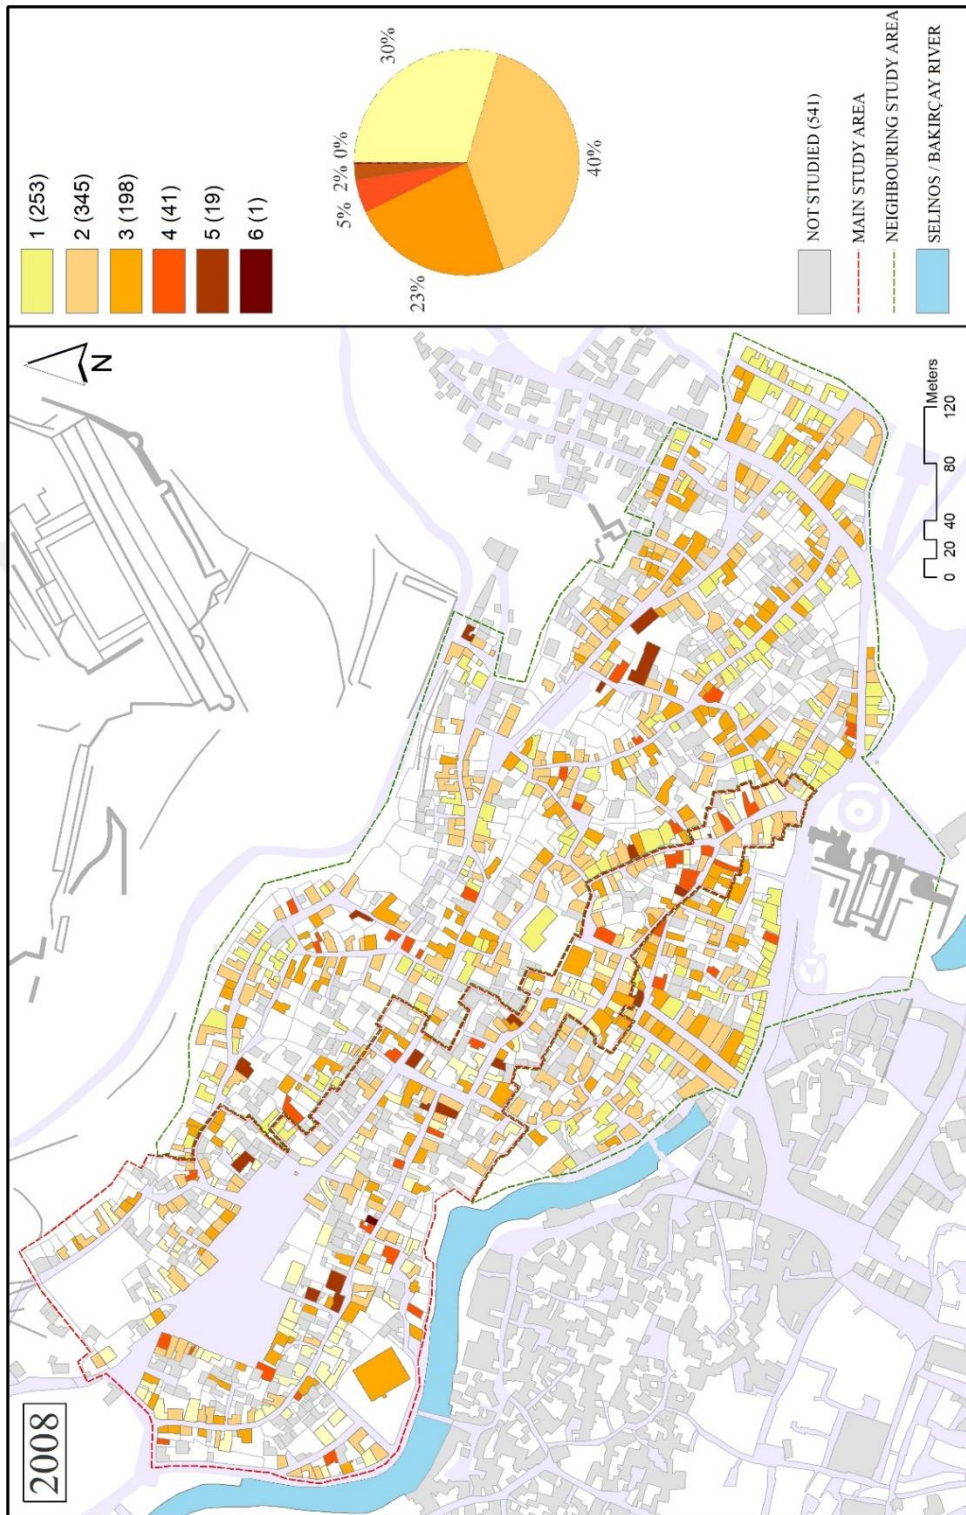 2008
N
0 20 40 80 120
Meters
1 (253)
2 (345)
3 (198)
4 (41)
5 (19)
6 (1)
30%
40%
23%
5%
2%
0%
NOT STUDIED (541)
MAIN STUDY AREA
NEIGHBOURING STUDY AREA
SELINOS / BAKIRÇAY RIVER